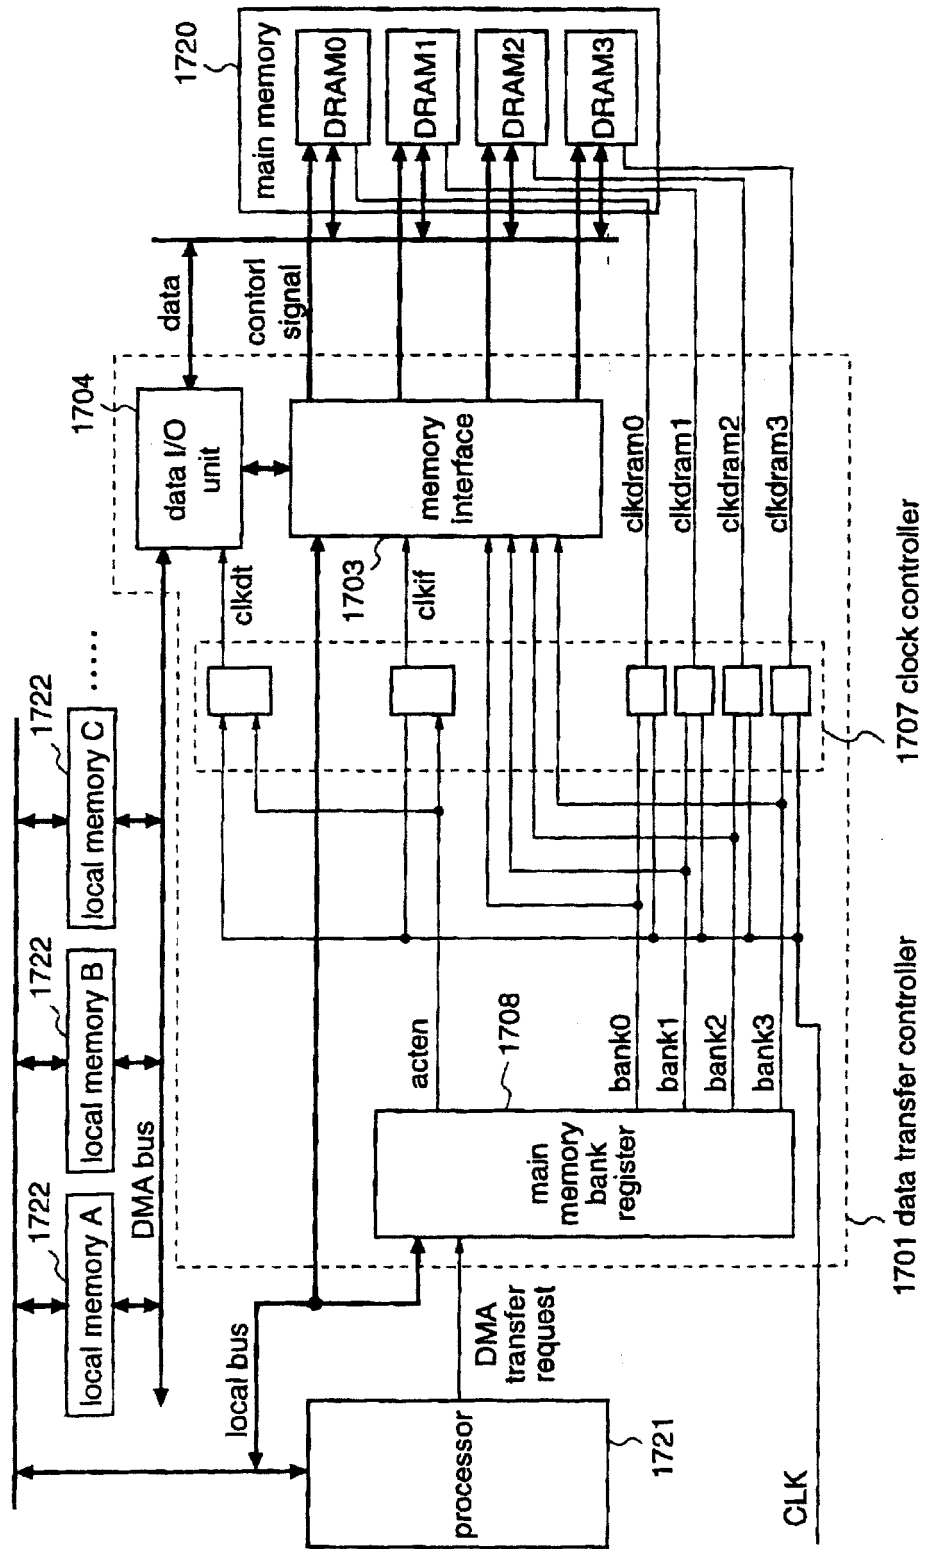 1720
main memory
DRAM0
DRAM1
DRAM2
DRAM3
data
contorl
signal
1704
data I/O
unit
memory
interface
1703
clkdt
clkif
clkdram0
clkdram1
clkdram2
clkdram3
1707 clock controller
1722
local memory C
.....
1722
local memory B
1722
local memory A
DMA bus
acten
1708
bank0
bank1
bank2
bank3
main
memory
bank
register
1701 data transfer controller
local bus
DMA
transfer
request
processor
1721
CLK